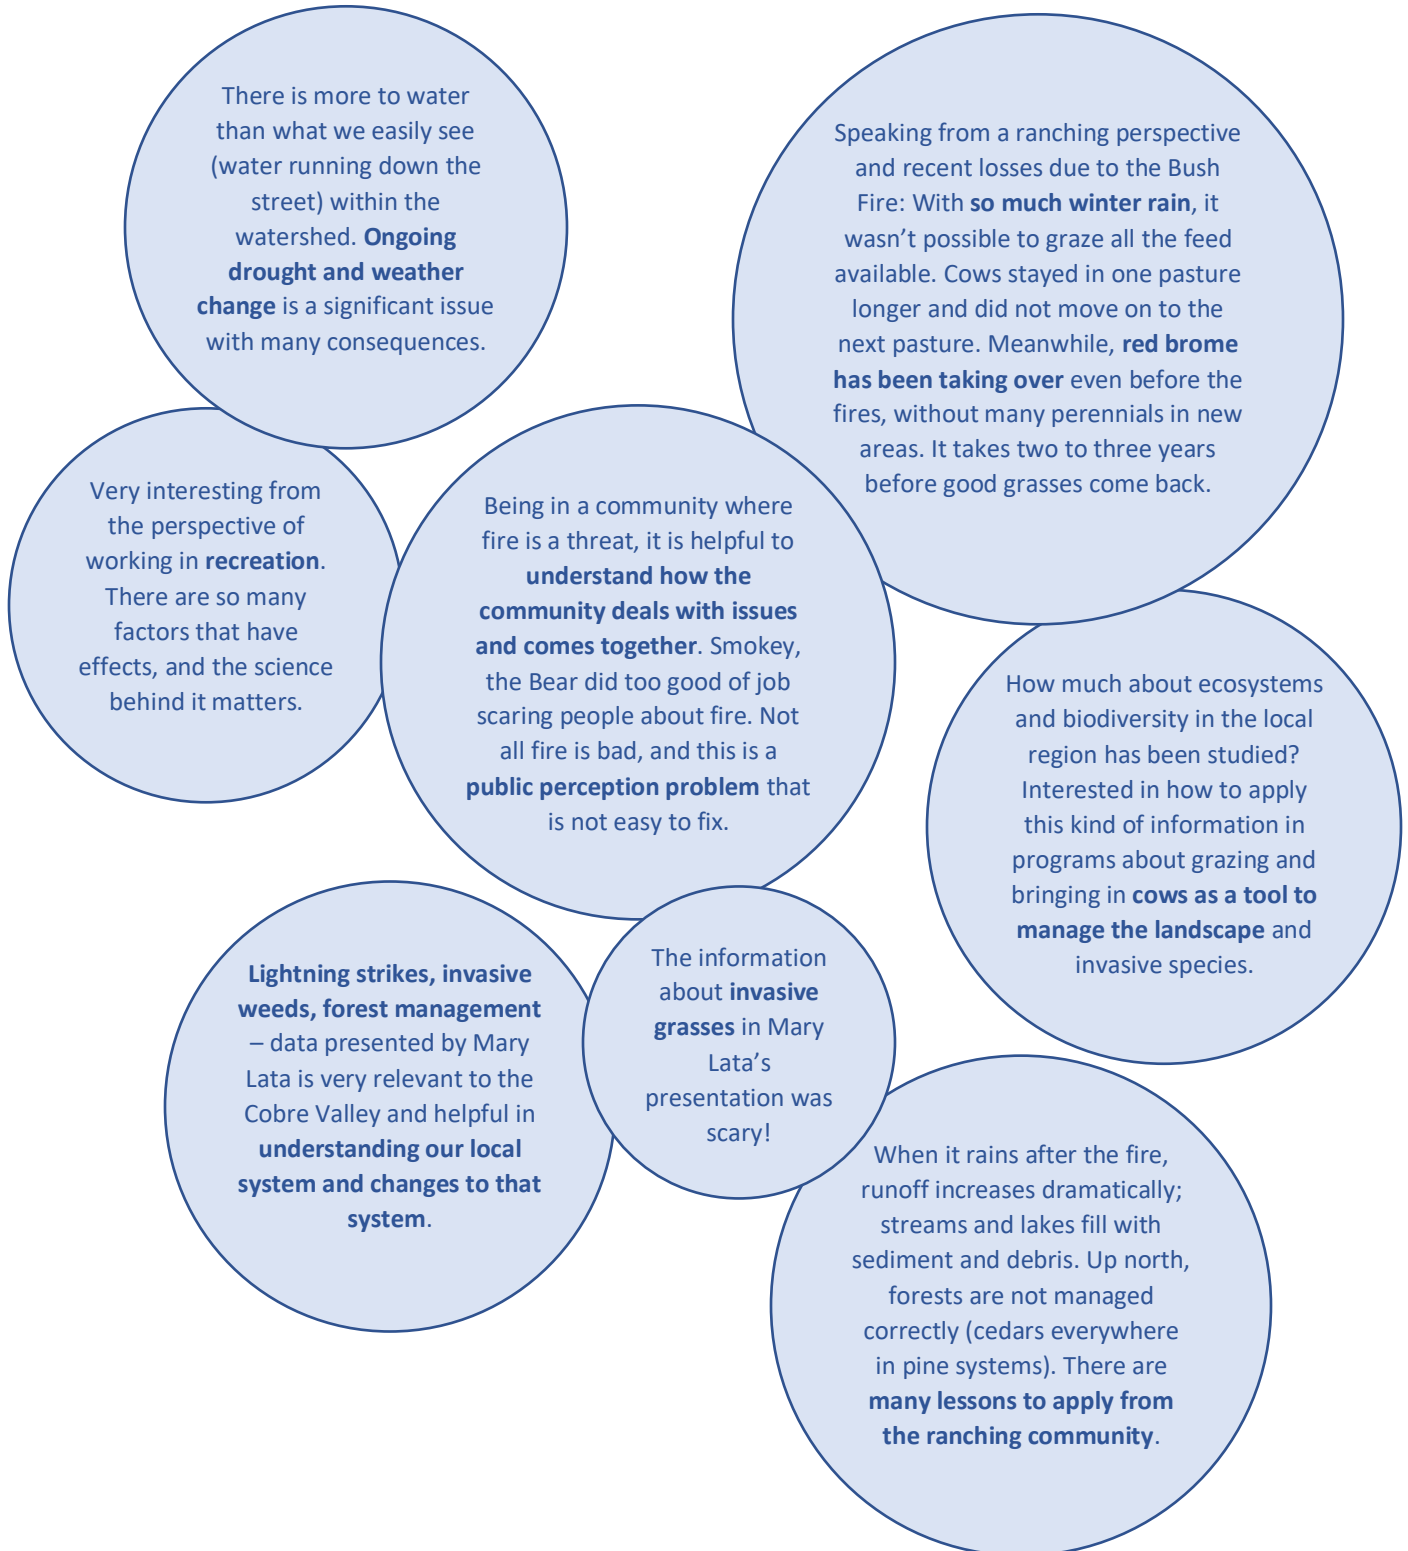 There is more to water
than what we easily see
(water running down the
street) within the
watershed. Ongoing
drought and weather
change is a significant issue
with many consequences.
Speaking from a ranching perspective
and recent losses due to the Bush
Fire: With so much winter rain, it
wasn’t possible to graze all the feed
available. Cows stayed in one pasture
longer and did not move on to the
next pasture. Meanwhile, red brome
has been taking over even before the
fires, without many perennials in new
areas. It takes two to three years
before good grasses come back.
Very interesting from
the perspective of
working in recreation.
There are so many
factors that have
effects, and the science
behind it matters.
Being in a community where
fire is a threat, it is helpful to
understand how the
community deals with issues
and comes together. Smokey,
the Bear did too good of job
scaring people about fire. Not
all fire is bad, and this is a
public perception problem that
is not easy to fix.
How much about ecosystems
and biodiversity in the local
region has been studied?
Interested in how to apply
this kind of information in
programs about grazing and
bringing in cows as a tool to
manage the landscape and
invasive species.
Lightning strikes, invasive
weeds, forest management
– data presented by Mary
Lata is very relevant to the
Cobre Valley and helpful in
understanding our local
system and changes to that
system.
The information
about invasive
grasses in Mary
Lata’s
presentation was
scary!
When it rains after the fire,
runoff increases dramatically;
streams and lakes fill with
sediment and debris. Up north,
forests are not managed
correctly (cedars everywhere
in pine systems). There are
many lessons to apply from
the ranching community.